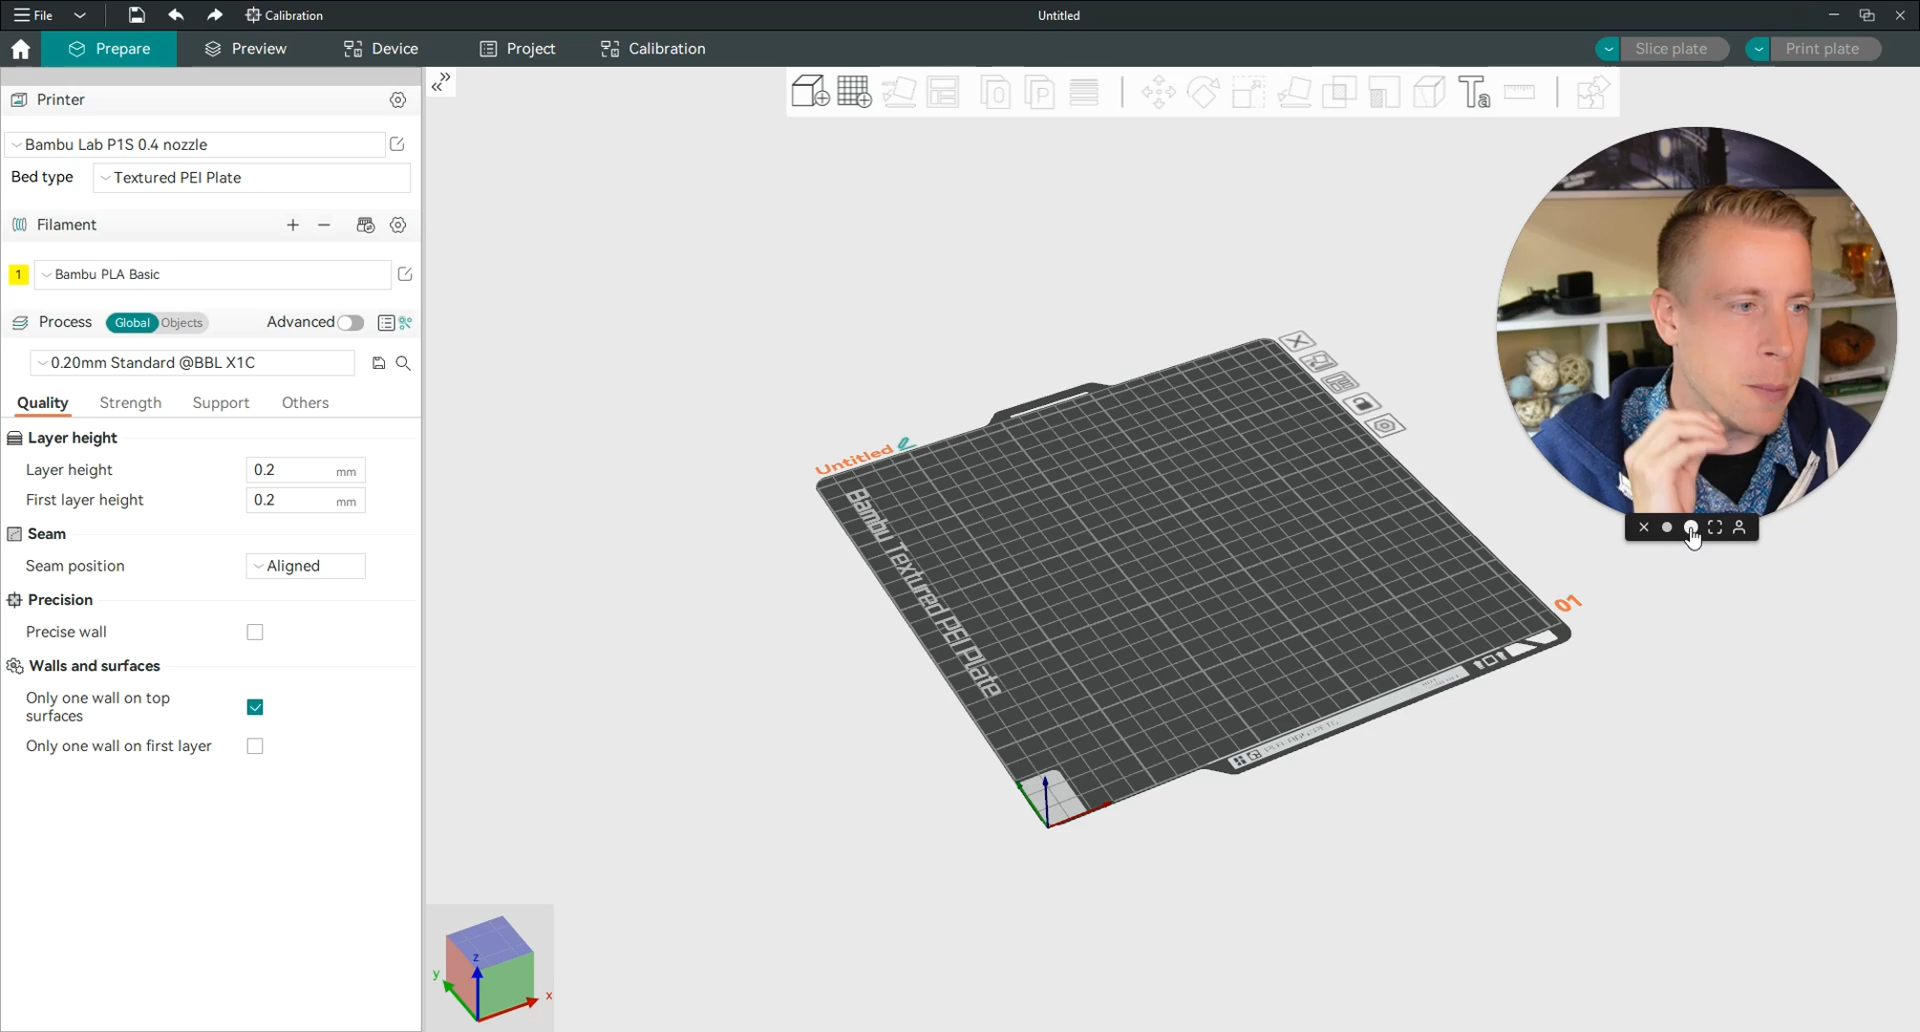 File
Calibration
Untitled
Prepare
Preview
Device
Project
Calibration
Slice plate
Print plate
Printer
Bambu Lab P1S 0.4 nozzle
Bed type
Textured PEI Plate
Filament
1
Bambu PLA Basic
Process
Global
Objects
Advanced
0.20mm Standard @BBL X1C
Quality
Strength
Support
Others
Layer height
Layer height
0.2
mm
First layer height
0.2
mm
Seam
Seam position
Aligned
Precision
Precise wall
Walls and surfaces
Only one wall on top
surfaces
Only one wall on first layer
Untitled
Bambu Textured PEI Plate
01
z
y
x